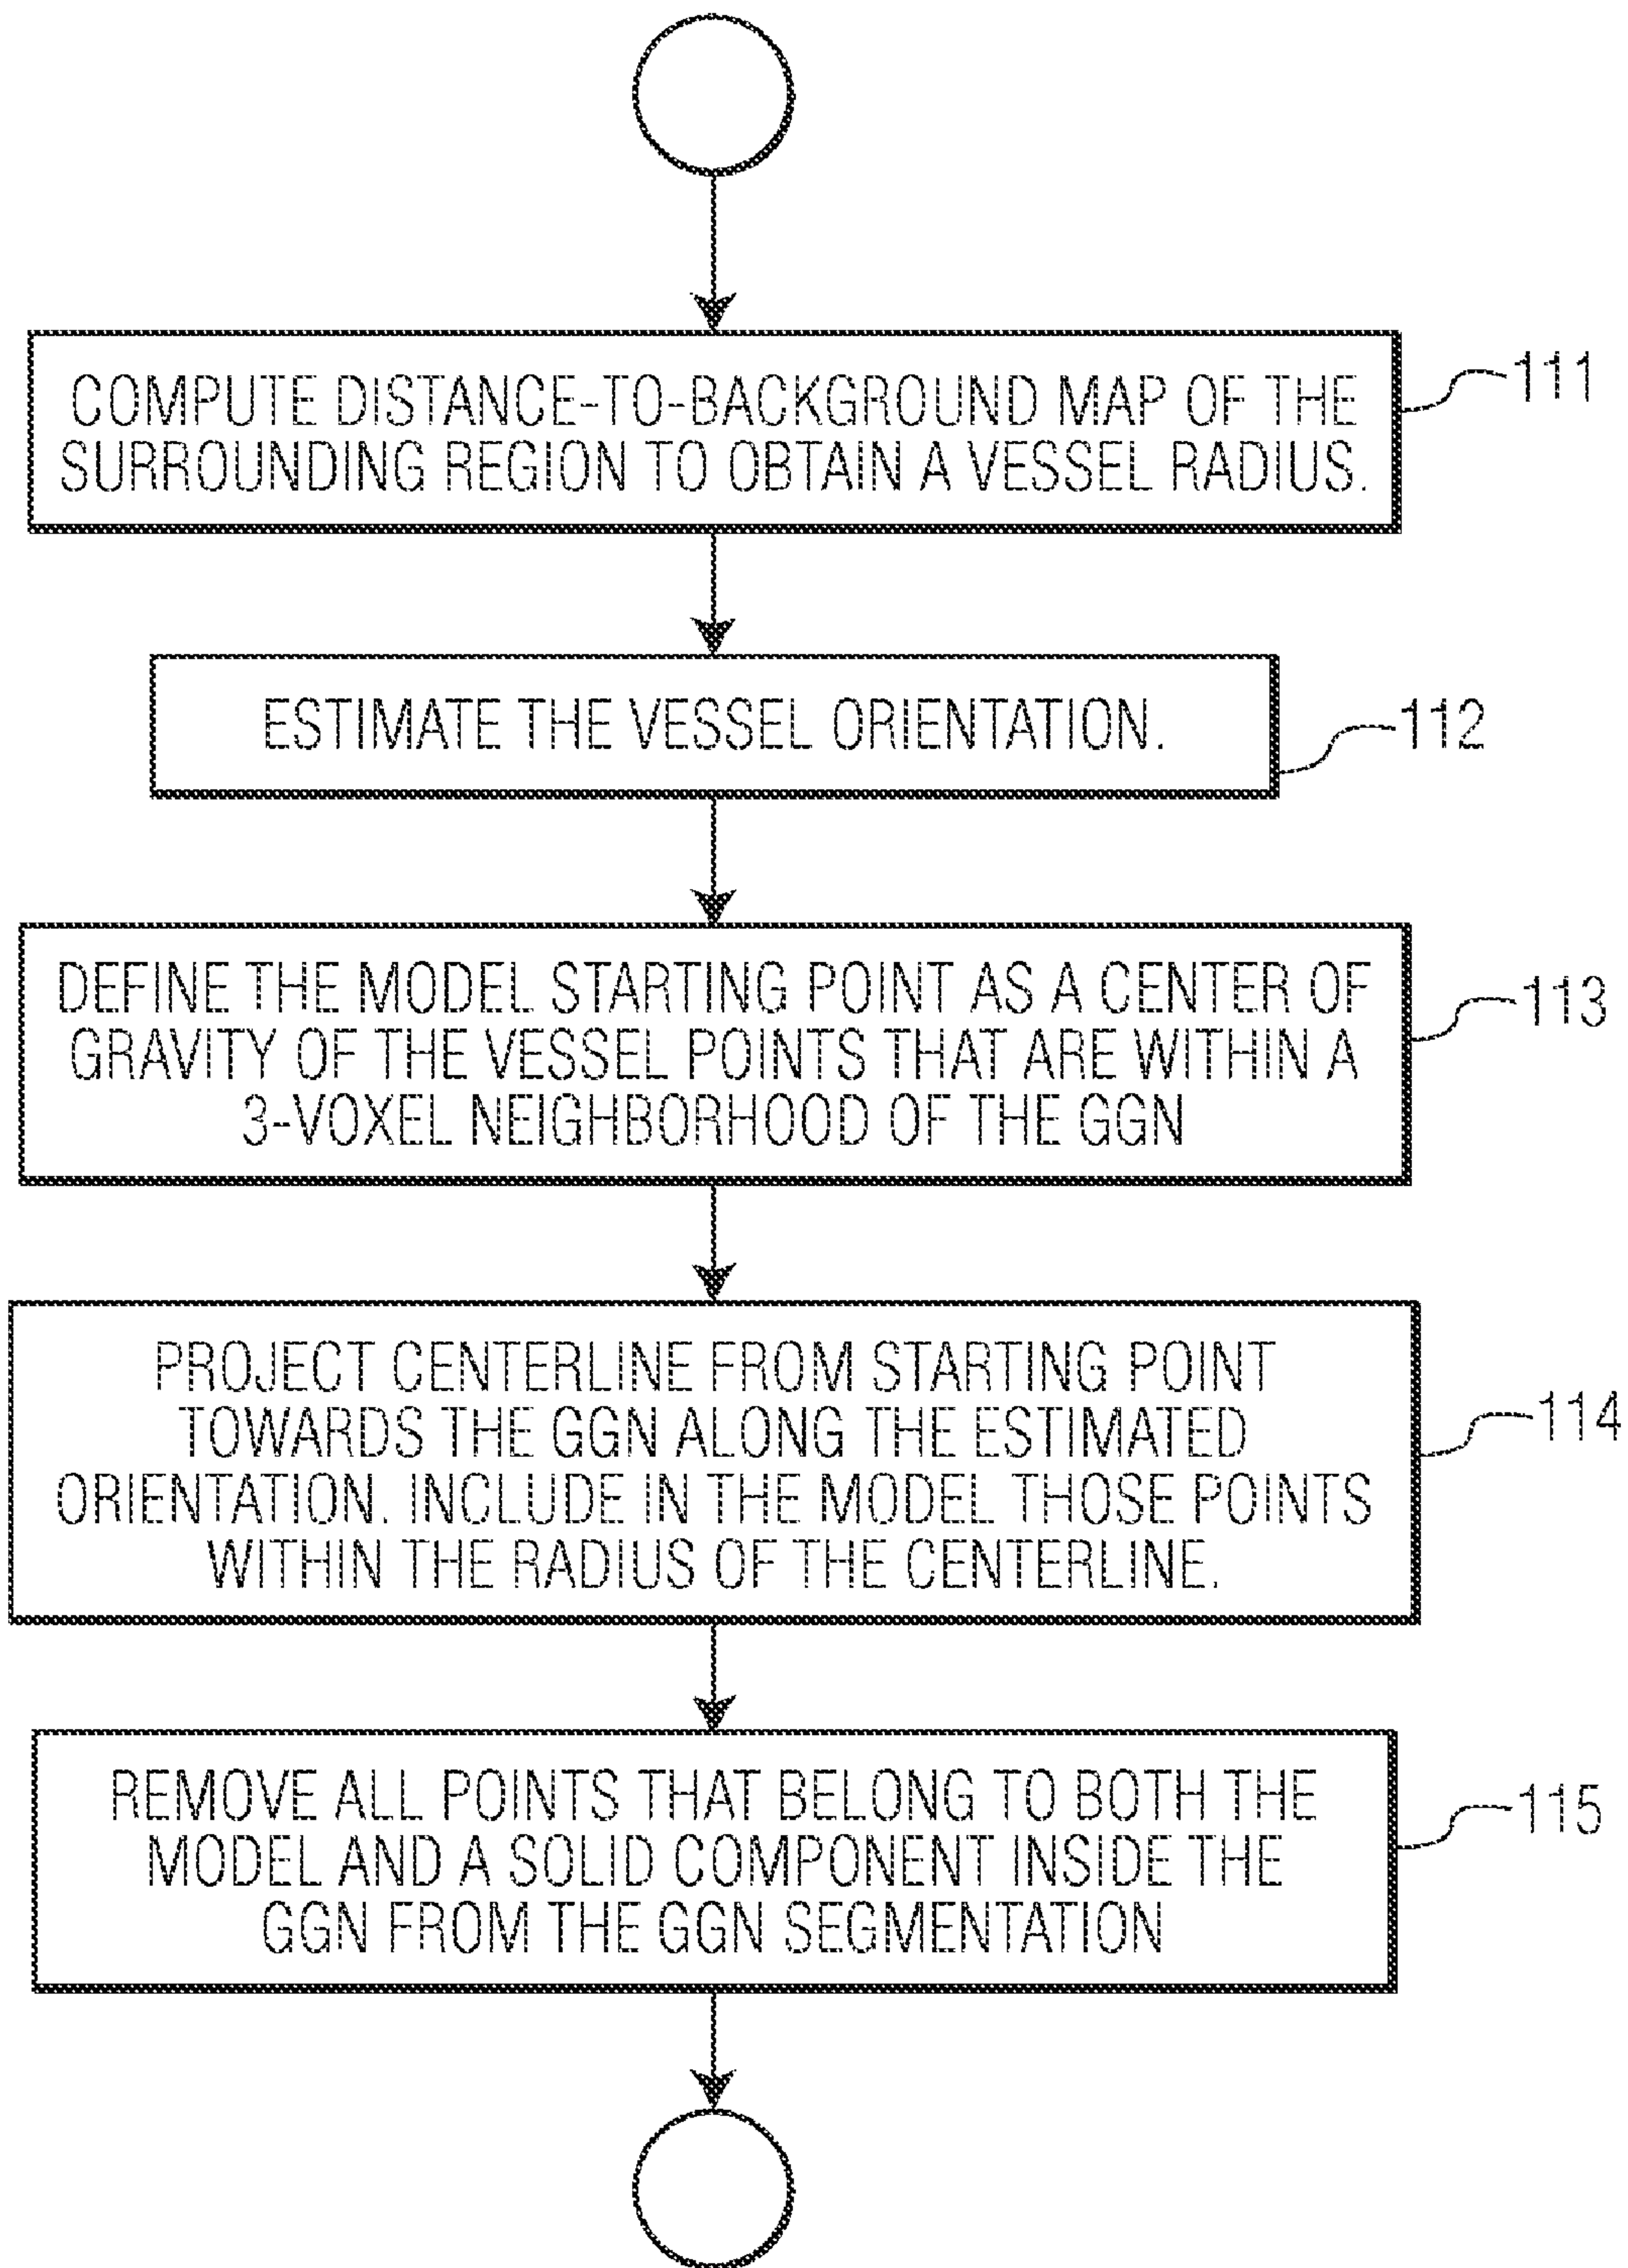 COMPUTE DISTANCE-TO-BACKGROUND MAP OF THE
SURROUNDING REGION TO OBTAIN A VESSEL RADIUS.
111
ESTIMATE THE VESSEL ORIENTATION.
112
DEFINE THE MODEL STARTING POINT AS A CENTER OF
GRAVITY OF THE VESSEL POINTS THAT ARE WITHIN A
3-VOXEL NEIGHBORHOOD OF THE GGN
113
PROJECT CENTERLINE FROM STARTING POINT
TOWARDS THE GGN ALONG THE ESTIMATED
ORIENTATION. INCLUDE IN THE MODEL THOSE POINTS
WITHIN THE RADIUS OF THE CENTERLINE.
114
REMOVE ALL POINTS THAT BELONG TO BOTH THE
MODEL AND A SOLID COMPONENT INSIDE THE
GGN FROM THE GGN SEGMENTATION
115